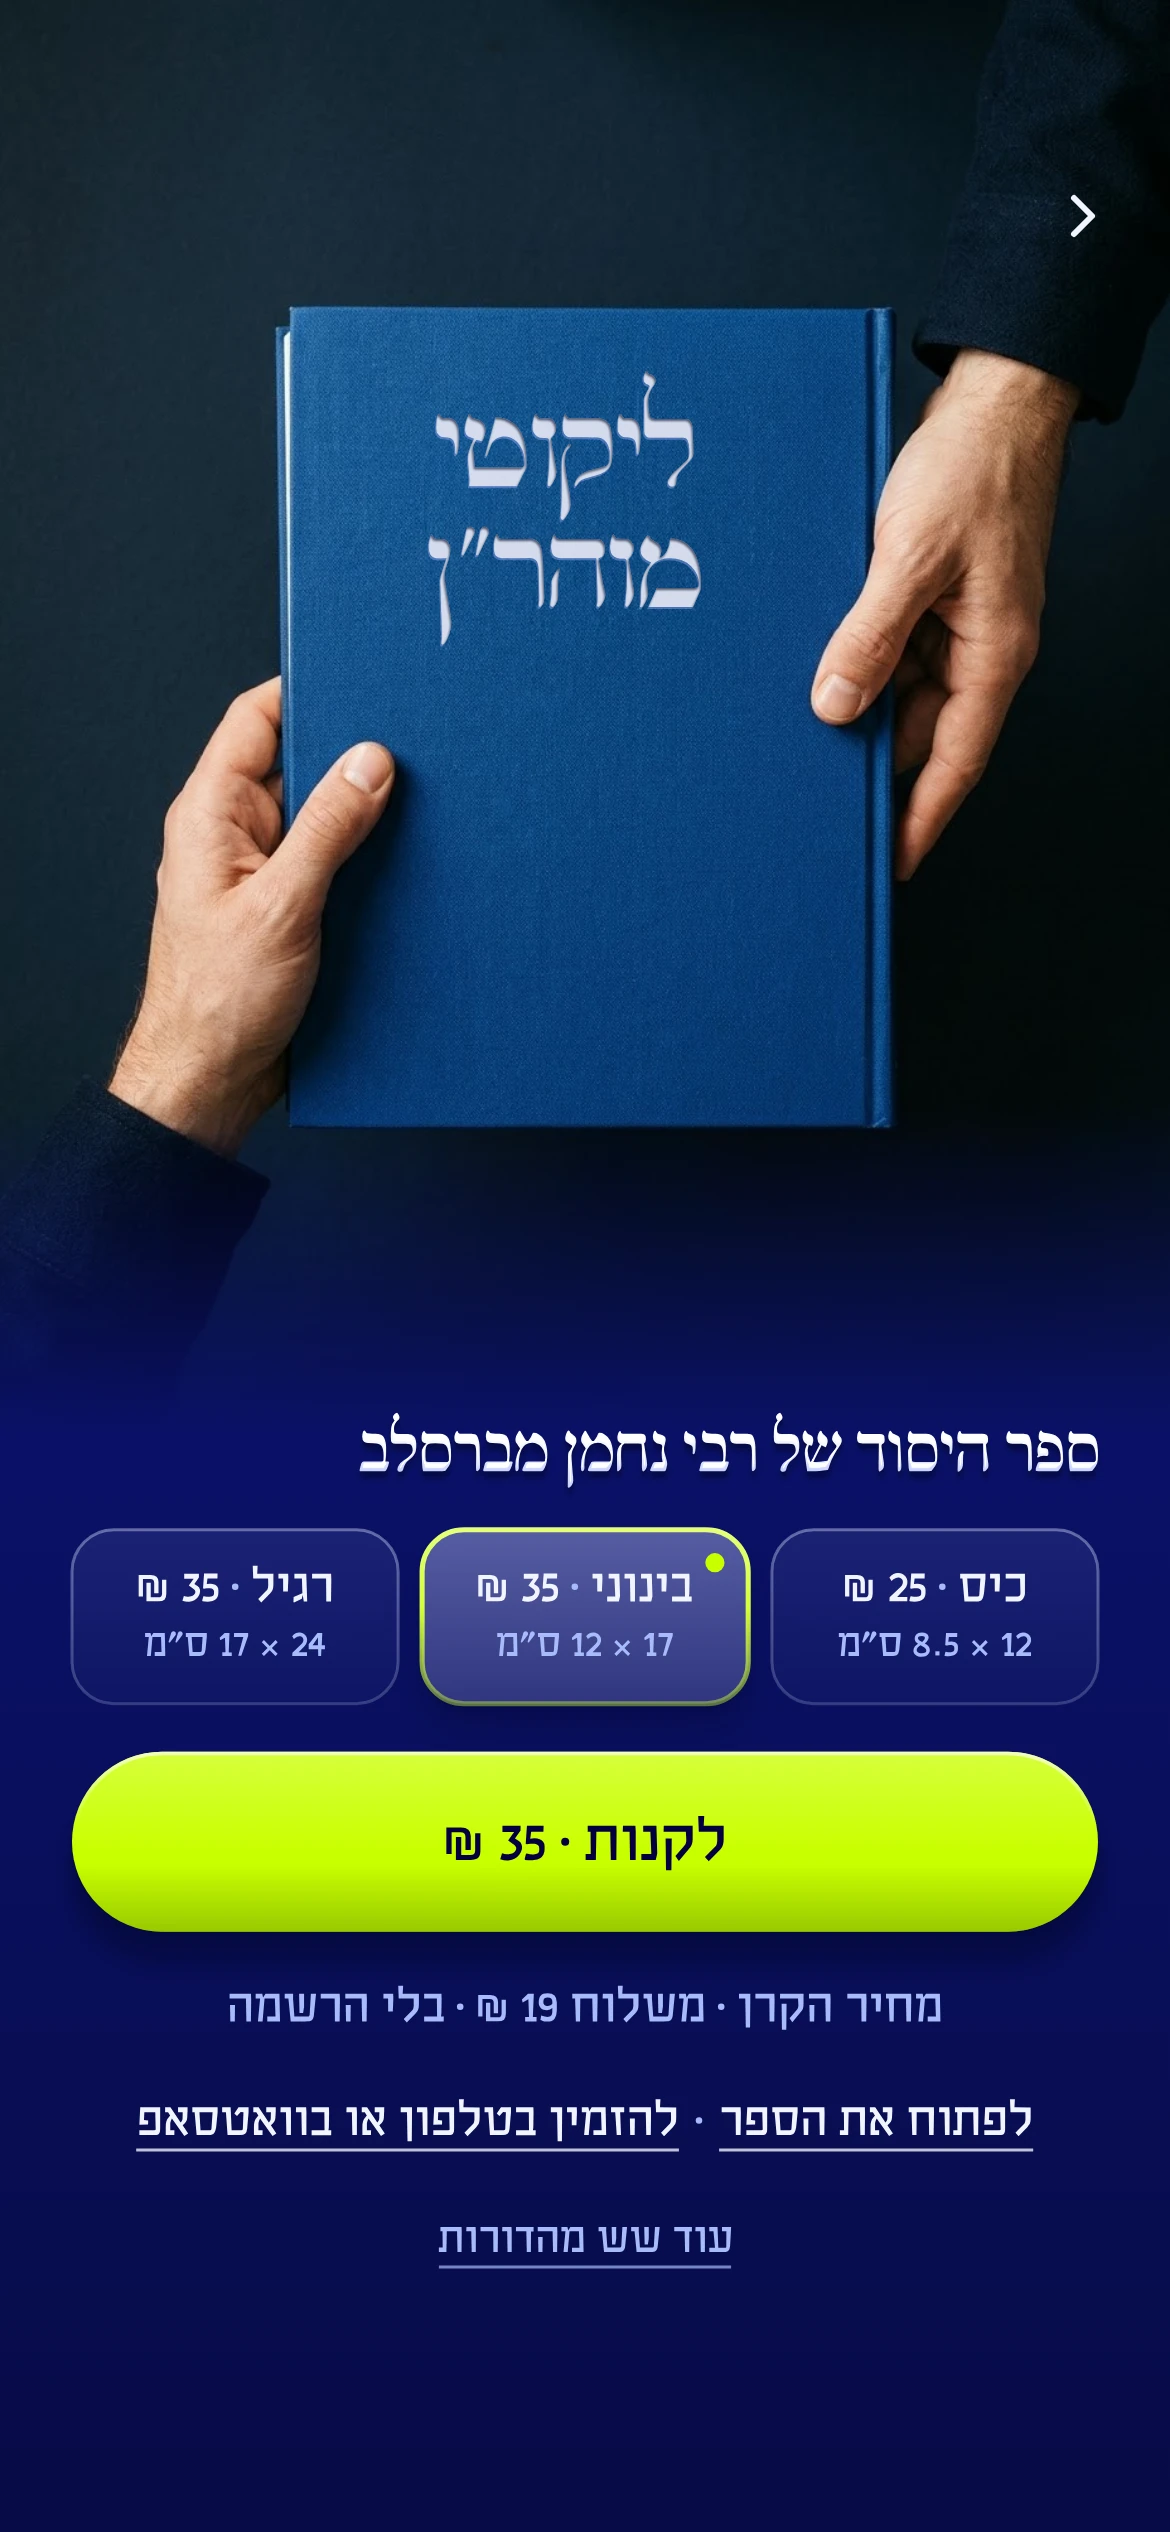 ליקוטי
מוהר״ן
ספר היסוד של רבי נחמן מברסלב
כיס · 25 ₪
12 × 8.5 ס״מ
בינוני · 35 ₪
17 × 12 ס״מ
רגיל · 35 ₪
24 × 17 ס״מ
לקנות · 35 ₪
מחיר הקרן · משלוח 19 ₪ · בלי הרשמה
לפתוח את הספר · להזמין בטלפון או בוואטסאפ
עוד שש מהדורות